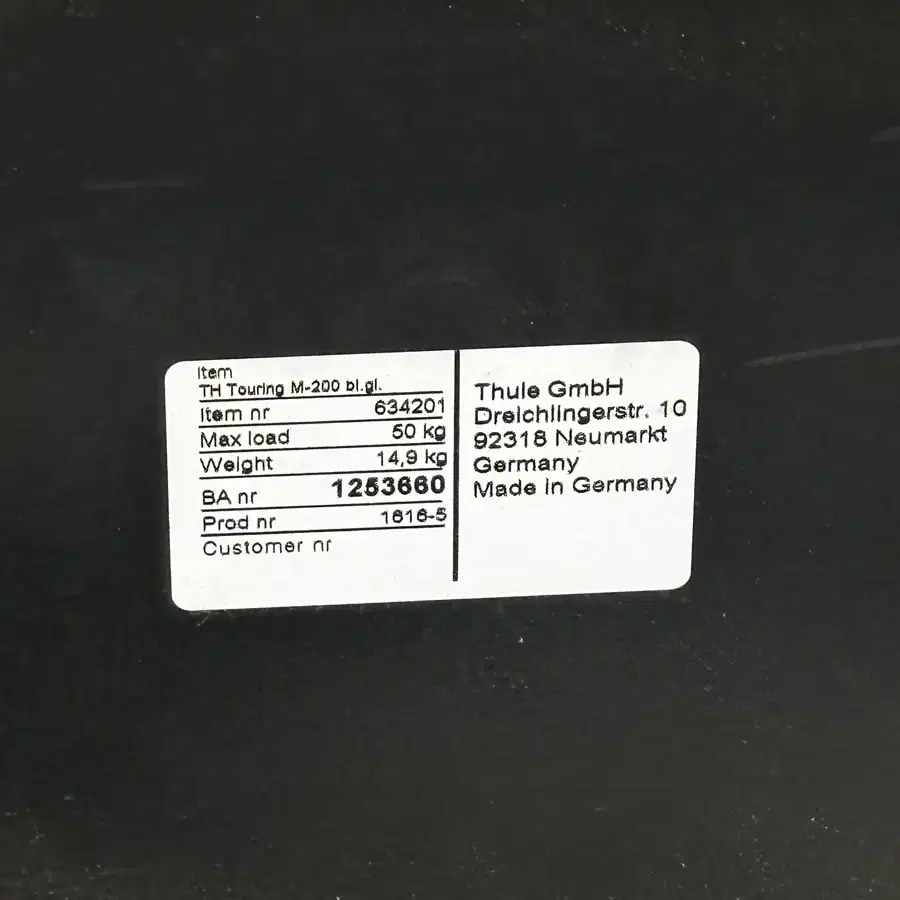 Item
TH Touring M-200 bl.gl.
Item nr 634201
Max load 50 kg
Weight 14,9 kg
BA nr 1253660
Prod nr 1616-5
Customer nr
Thule GmbH
Dreichlingerstr. 10
92318 Neumarkt
Germany
Made in Germany